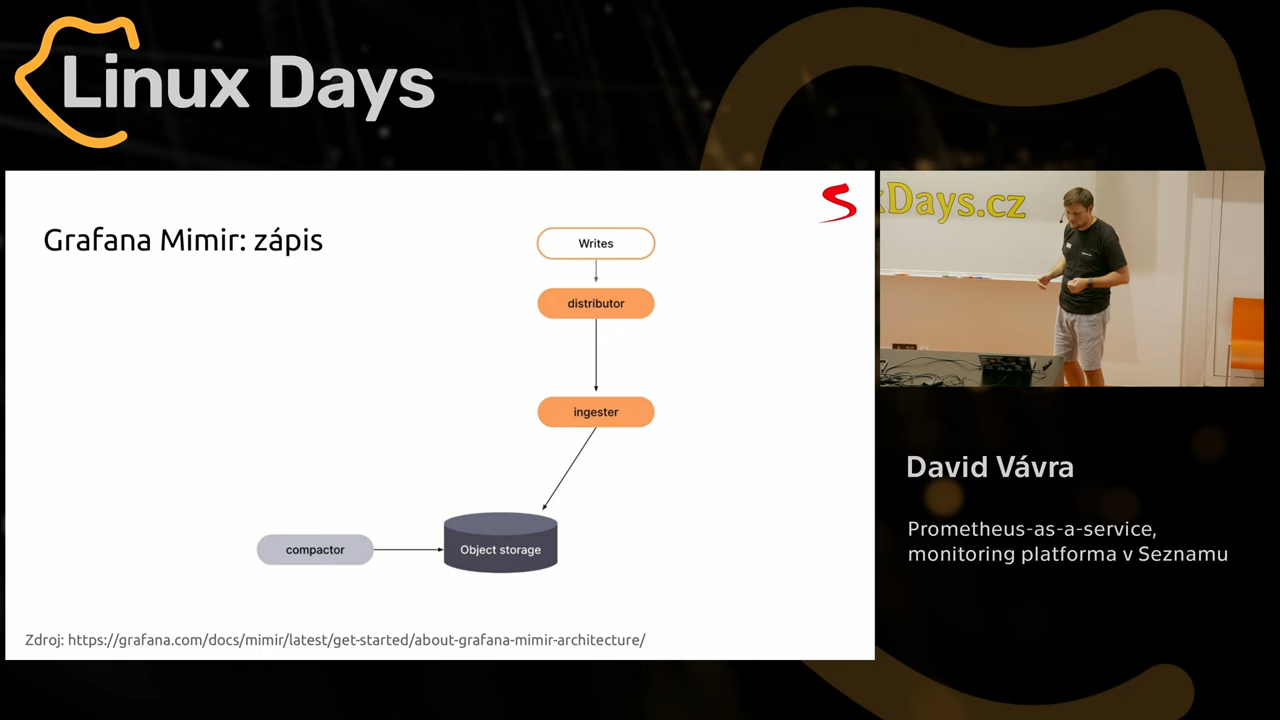 Linux Days
Grafana Mimir: zápis
Writes
distributor
ingester
compactor
Object storage
Zdroj: https://grafana.com/docs/mimir/latest/get-started/about-grafana-mimir-architecture/
xDays.cz
David Vávra
Prometheus-as-a-service,
monitoring platforma v Seznamu